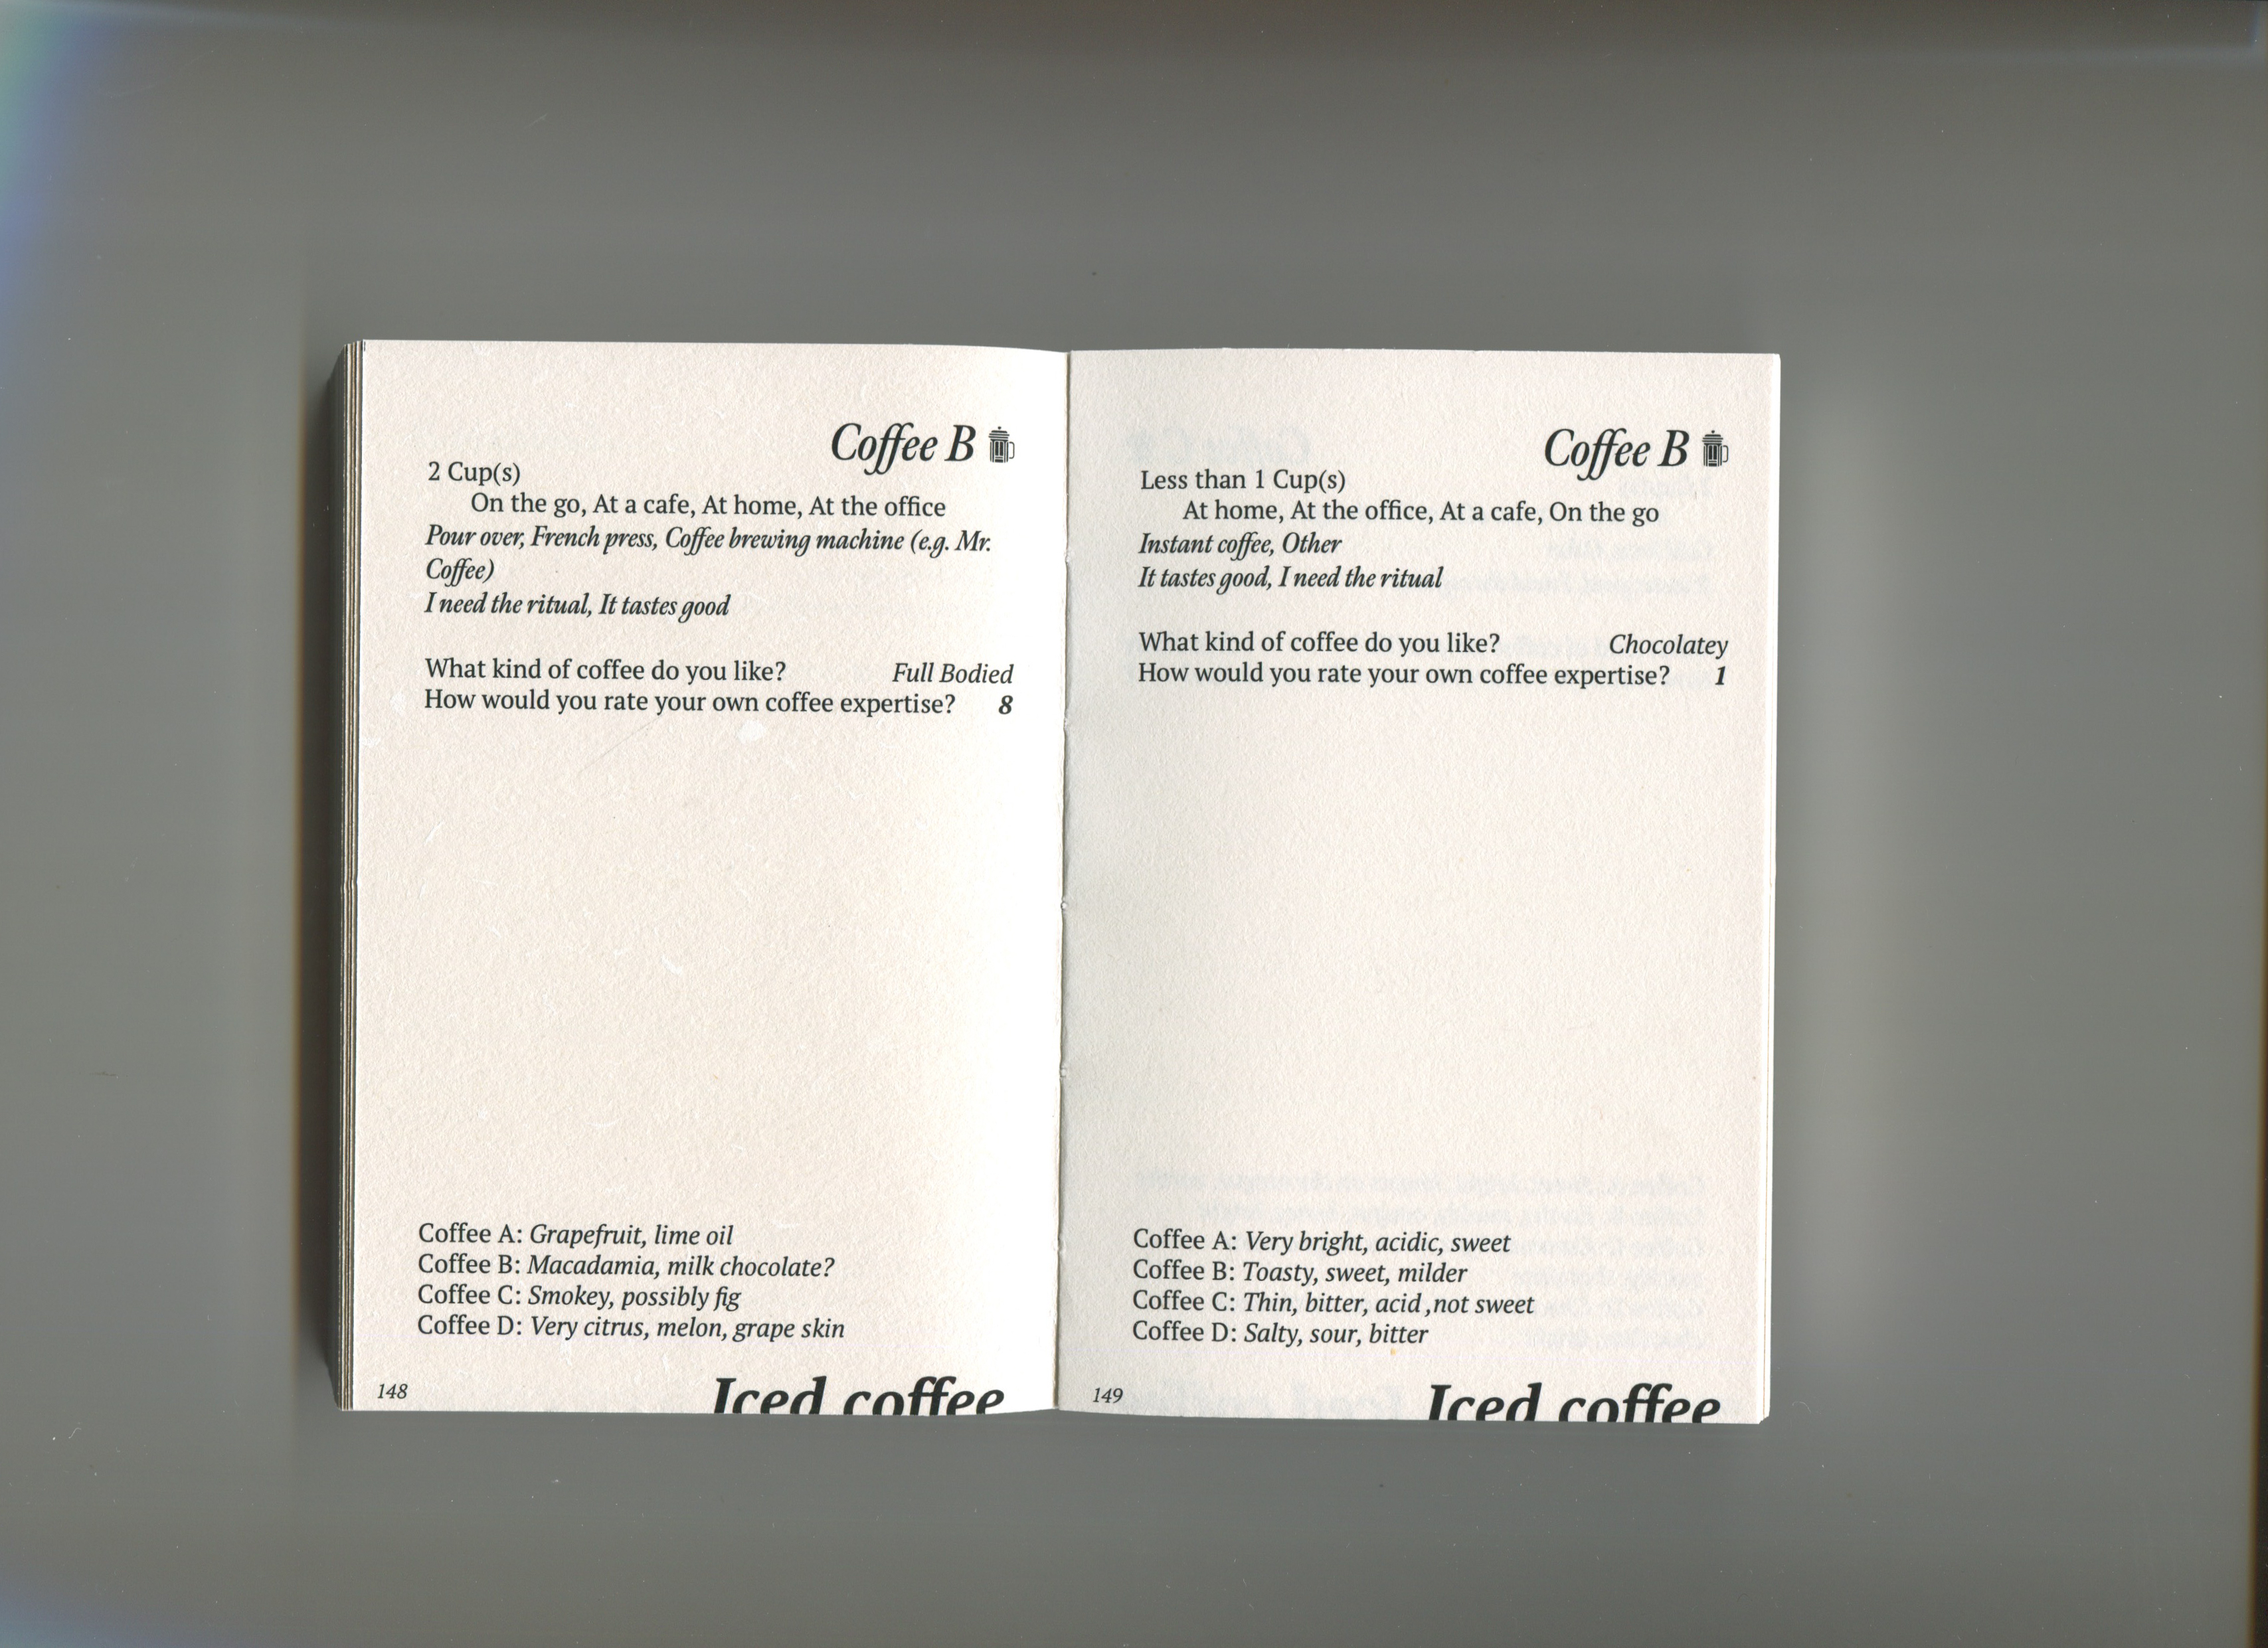 Coffee B
2 Cup(s)
On the go, At a cafe, At home, At the office
Pour over, French press, Coffee brewing machine (e.g. Mr.
Coffee)
I need the ritual, It tastes good
What kind of coffee do you like? Full Bodied
How would you rate your own coffee expertise? 8
Coffee A: Grapefruit, lime oil
Coffee B: Macadamia, milk chocolate?
Coffee C: Smokey, possibly fig
Coffee D: Very citrus, melon, grape skin
148
Iced coffee
Coffee B
Less than 1 Cup(s)
At home, At the office, At a cafe, On the go
Instant coffee, Other
It tastes good, I need the ritual
What kind of coffee do you like? Chocolatey
How would you rate your own coffee expertise? 1
Coffee A: Very bright, acidic, sweet
Coffee B: Toasty, sweet, milder
Coffee C: Thin, bitter, acid ,not sweet
Coffee D: Salty, sour, bitter
149
Iced coffee